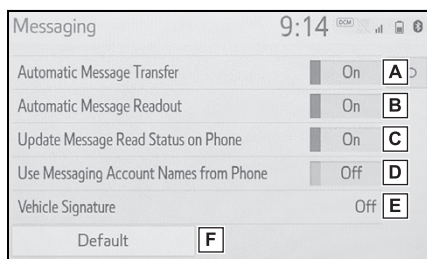 Messaging 9:14 DCM
Automatic Message Transfer On A
Automatic Message Readout On B
Update Message Read Status on Phone On C
Use Messaging Account Names from Phone Off D
Vehicle Signature Off E
Default F